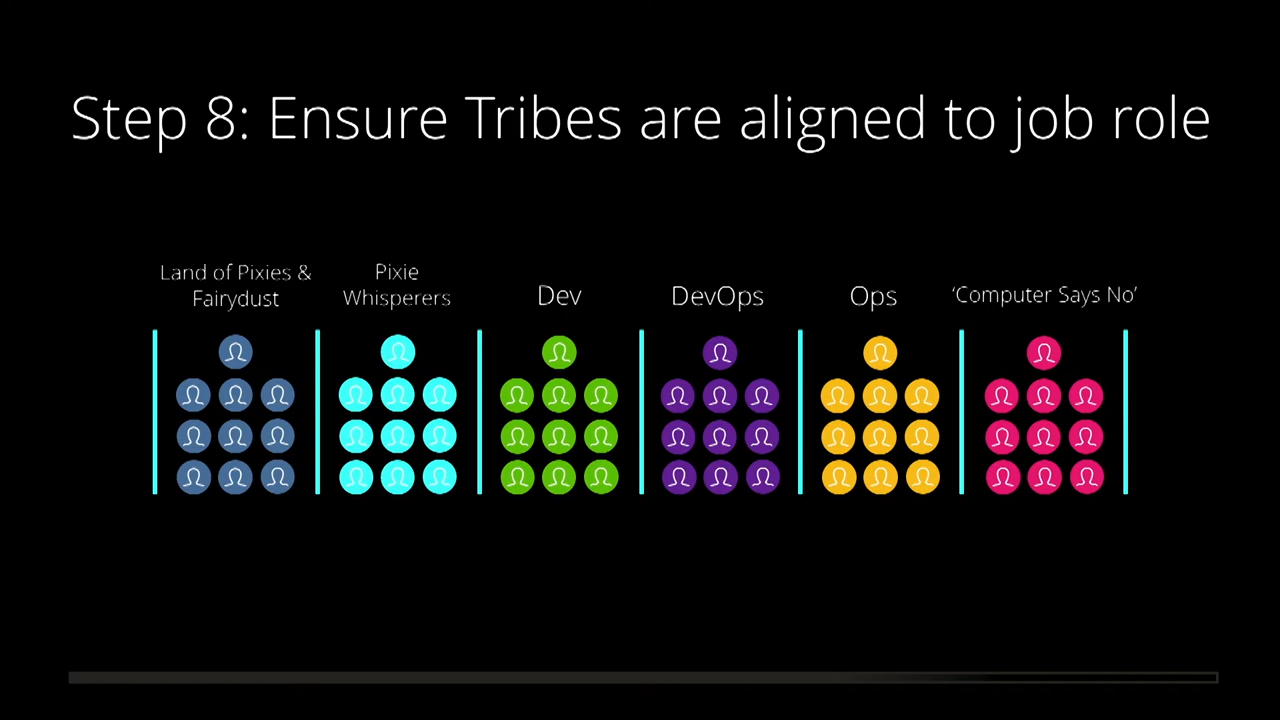 Step 8: Ensure Tribes are aligned to job role
Land of Pixies &
Fairydust
Pixie
Whisperers
Dev
DevOps
Ops
‘Computer Says No’